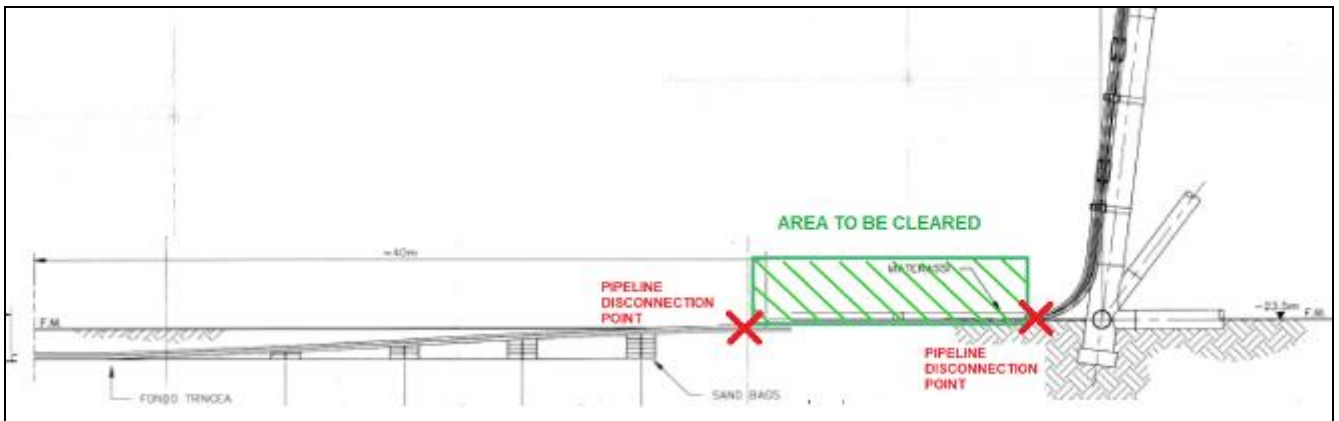 AREA TO BE CLEARED
~40m
MATERASSI
PIPELINE
DISCONNECTION
POINT
F.M.
-23,5m
F.M.
PIPELINE
DISCONNECTION
POINT
FONDO TRINCEA
SAND BAGS